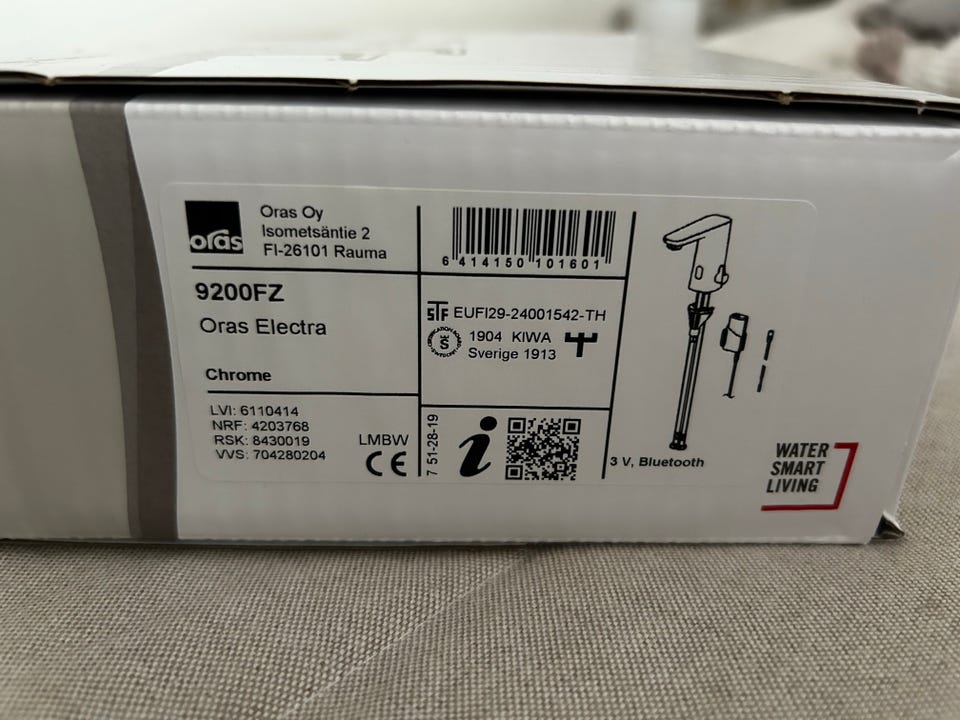 oras
Oras Oy
Isometsäntie 2
FI-26101 Rauma
9200FZ
Oras Electra
Chrome
LVI: 6110414
NRF: 4203768
RSK: 8430019
VVS: 704280204
LMBW
CE
6 414150 101601
STF EUFI29-24001542-TH
1904 KIWA
Sverige 1913
7 51-28-19
i
3 V, Bluetooth
WATER
SMART
LIVING